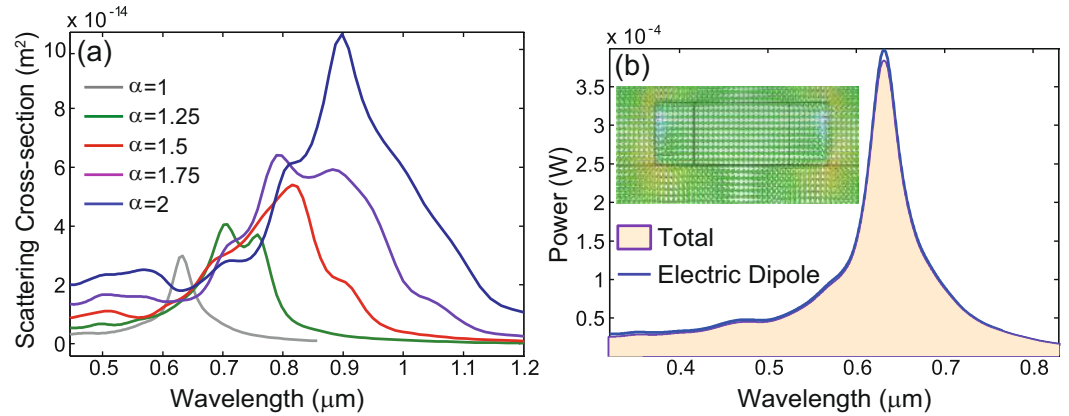 x 10⁻¹⁴
(a)
Scattering Cross-section (m²)
10
8
6
4
2
0
α=1
α=1.25
α=1.5
α=1.75
α=2
0.5 0.6 0.7 0.8 0.9 1 1.1 1.2
Wavelength (μm)
x 10⁻⁴
(b)
Power (W)
3.5
3
2.5
2
1.5
1
0.5
Total
Electric Dipole
0.4 0.5 0.6 0.7 0.8
Wavelength (μm)